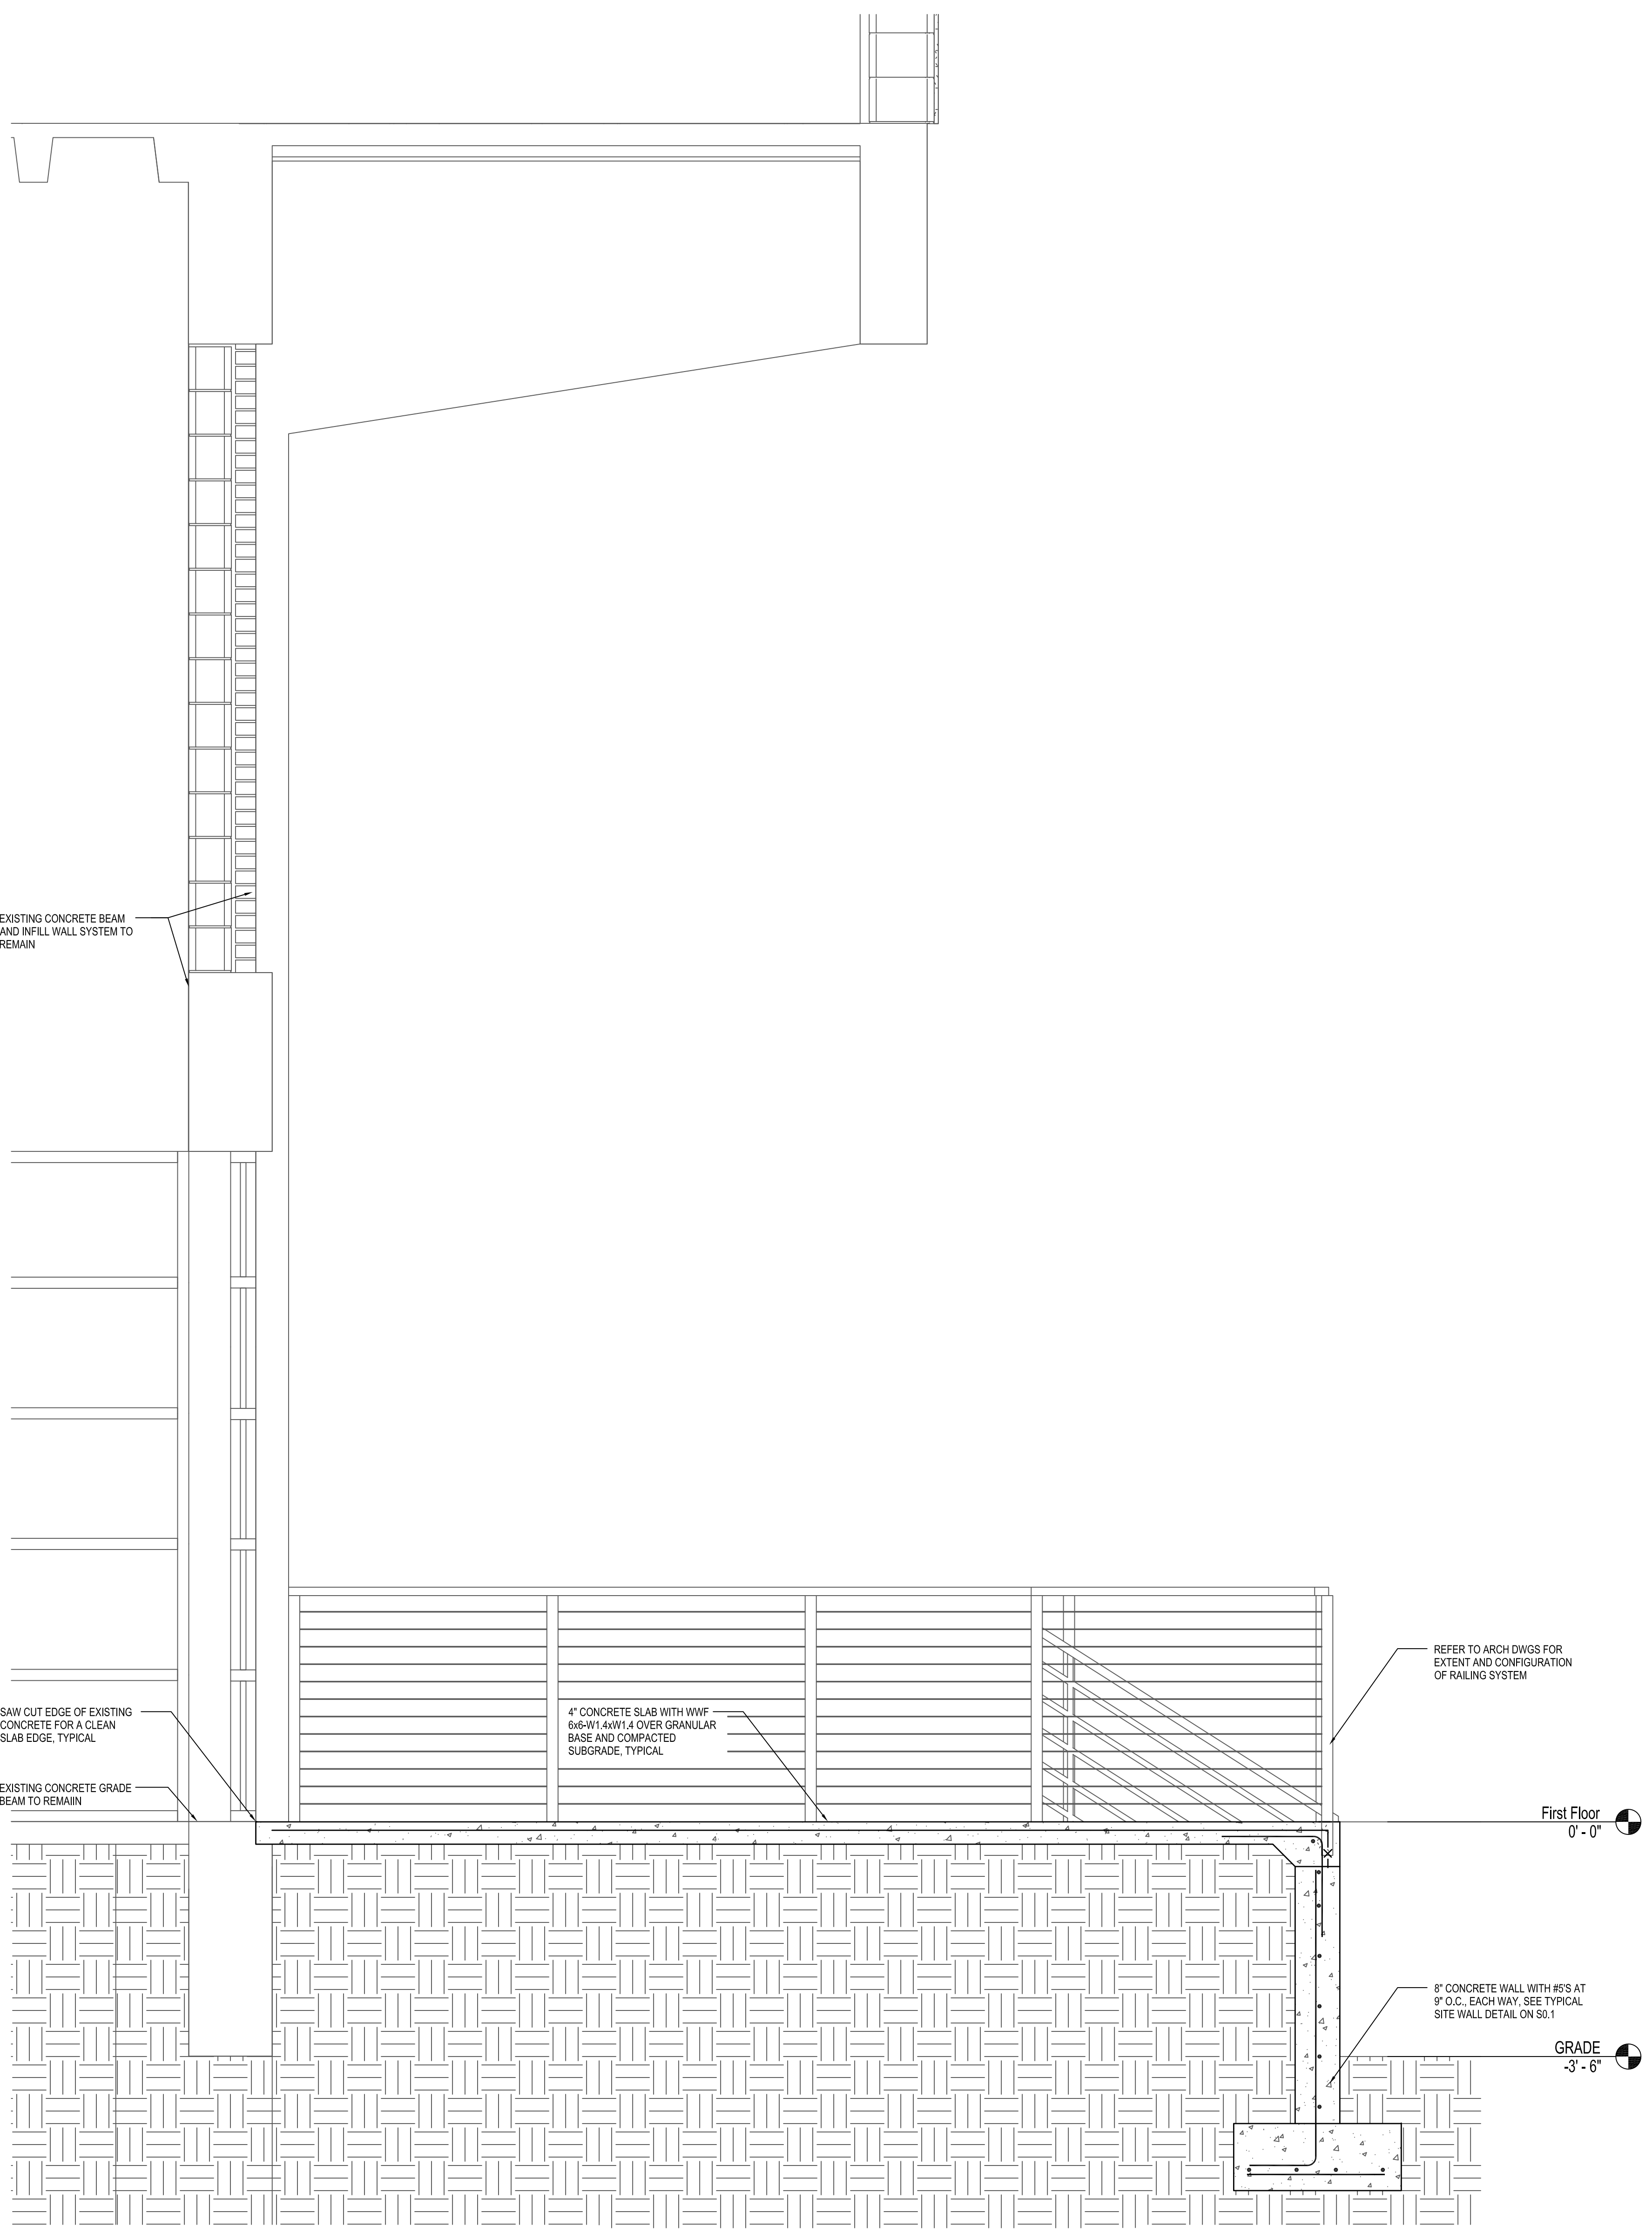 EXISTING CONCRETE BEAM
AND INFILL WALL SYSTEM TO
REMAIN
REFER TO ARCH DWGS FOR
EXTENT AND CONFIGURATION
OF RAILING SYSTEM
SAW CUT EDGE OF EXISTING
CONCRETE FOR A CLEAN
SLAB EDGE, TYPICAL
4" CONCRETE SLAB WITH WWF
6x6-W1.4xW1.4 OVER GRANULAR
BASE AND COMPACTED
SUBGRADE, TYPICAL
EXISTING CONCRETE GRADE
BEAM TO REMAIIN
First Floor
0' - 0"
8" CONCRETE WALL WITH #5'S AT
9" O.C., EACH WAY, SEE TYPICAL
SITE WALL DETAIL ON S0.1
GRADE
-3' - 6"